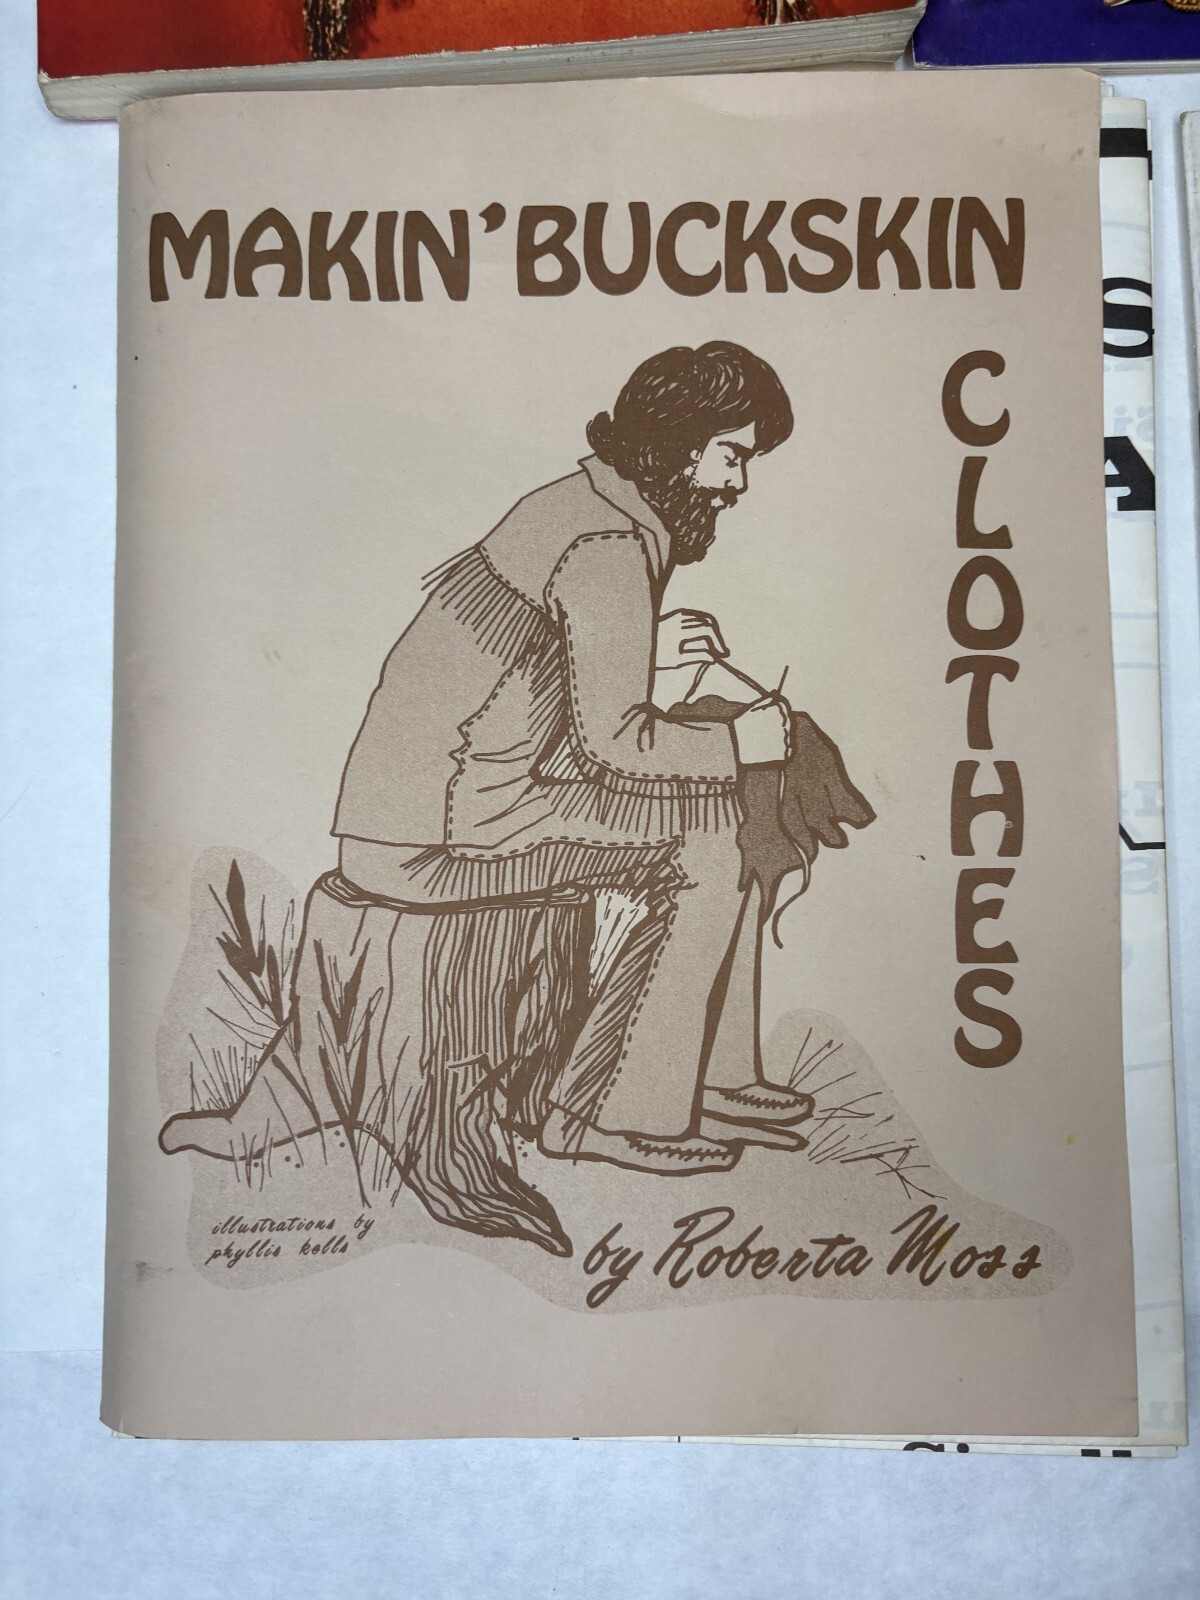 MAKIN' BUCKSKIN
CLOTHES
illustrations by
phyllis kells
by Roberta Moss